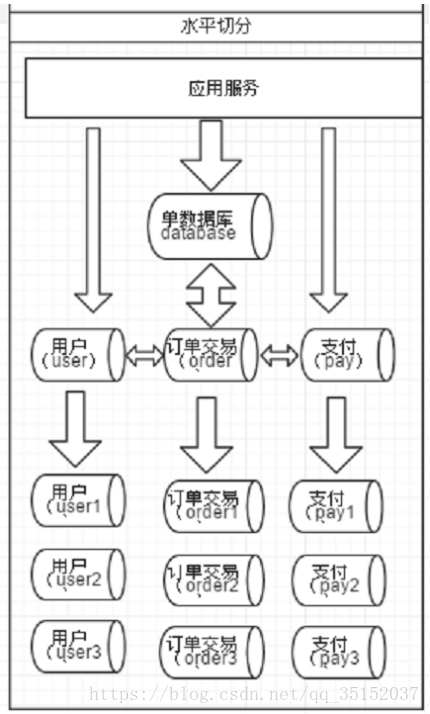 水平切分
应用服务
单数据库
database
用户
（user）
订单交易
（order
支付
（pay）
用户
（user1
订单交易
（order1
支付
（pay1
用户
（user2
订单交易
（order2
支付
（pay2
用户
（user3
订单交易
（order3
支付
（pay3
https://blog.csdn.net/qq_35152037